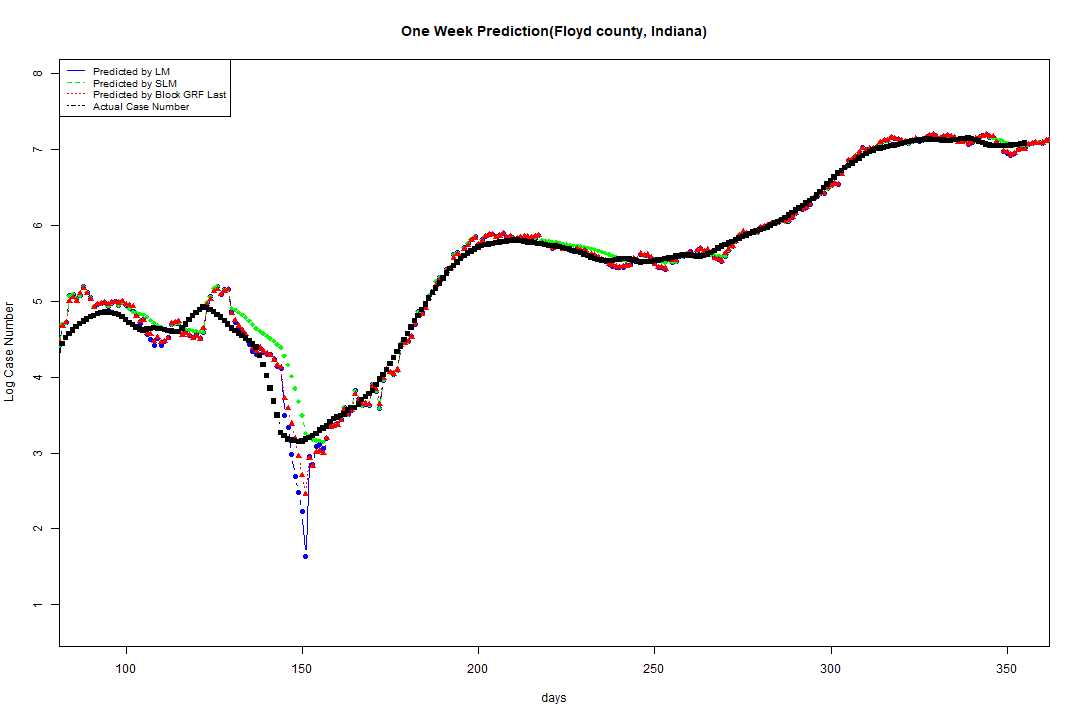 One Week Prediction(Floyd county, Indiana)
Predicted by LM
Predicted by SLM
Predicted by Block GRF Last
Actual Case Number
8
7
6
5
4
3
2
1
Log Case Number
100 150 200 250 300 350
days